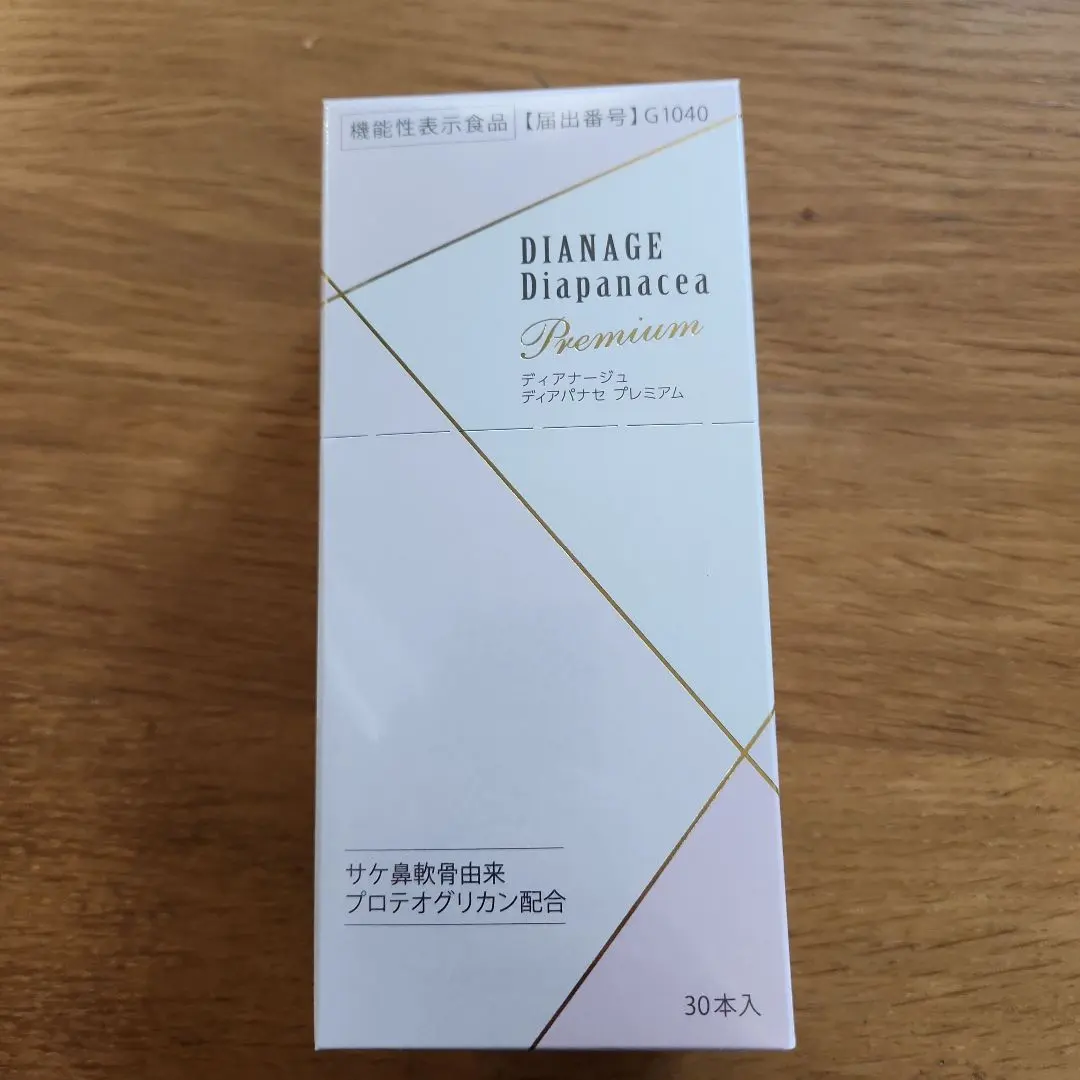 機能性表示食品【届出番号】G1040
DIANAGE
Diapanacea
Premium
ディアナージュ
ディアパナセ プレミアム
サケ鼻軟骨由来
プロテオグリカン配合
30本入